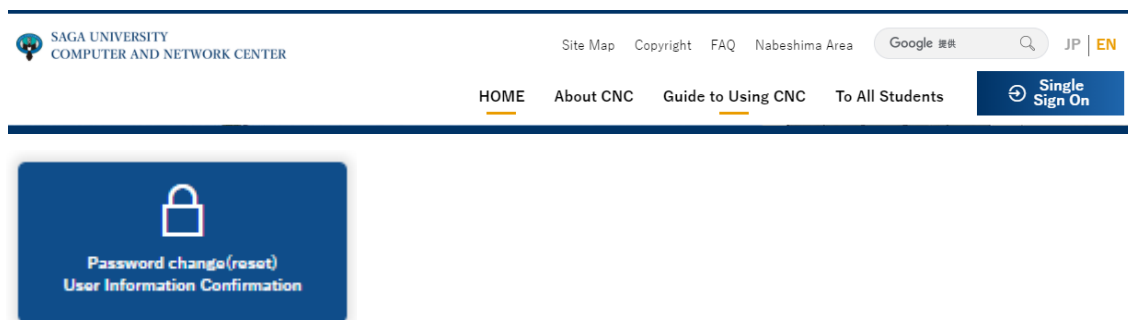 SAGA UNIVERSITY
COMPUTER AND NETWORK CENTER
Site Map Copyright FAQ Nabeshima Area Google 提供 JP | EN
HOME About CNC Guide to Using CNC To All Students Single
Sign On
Password change(reset)
User Information Confirmation